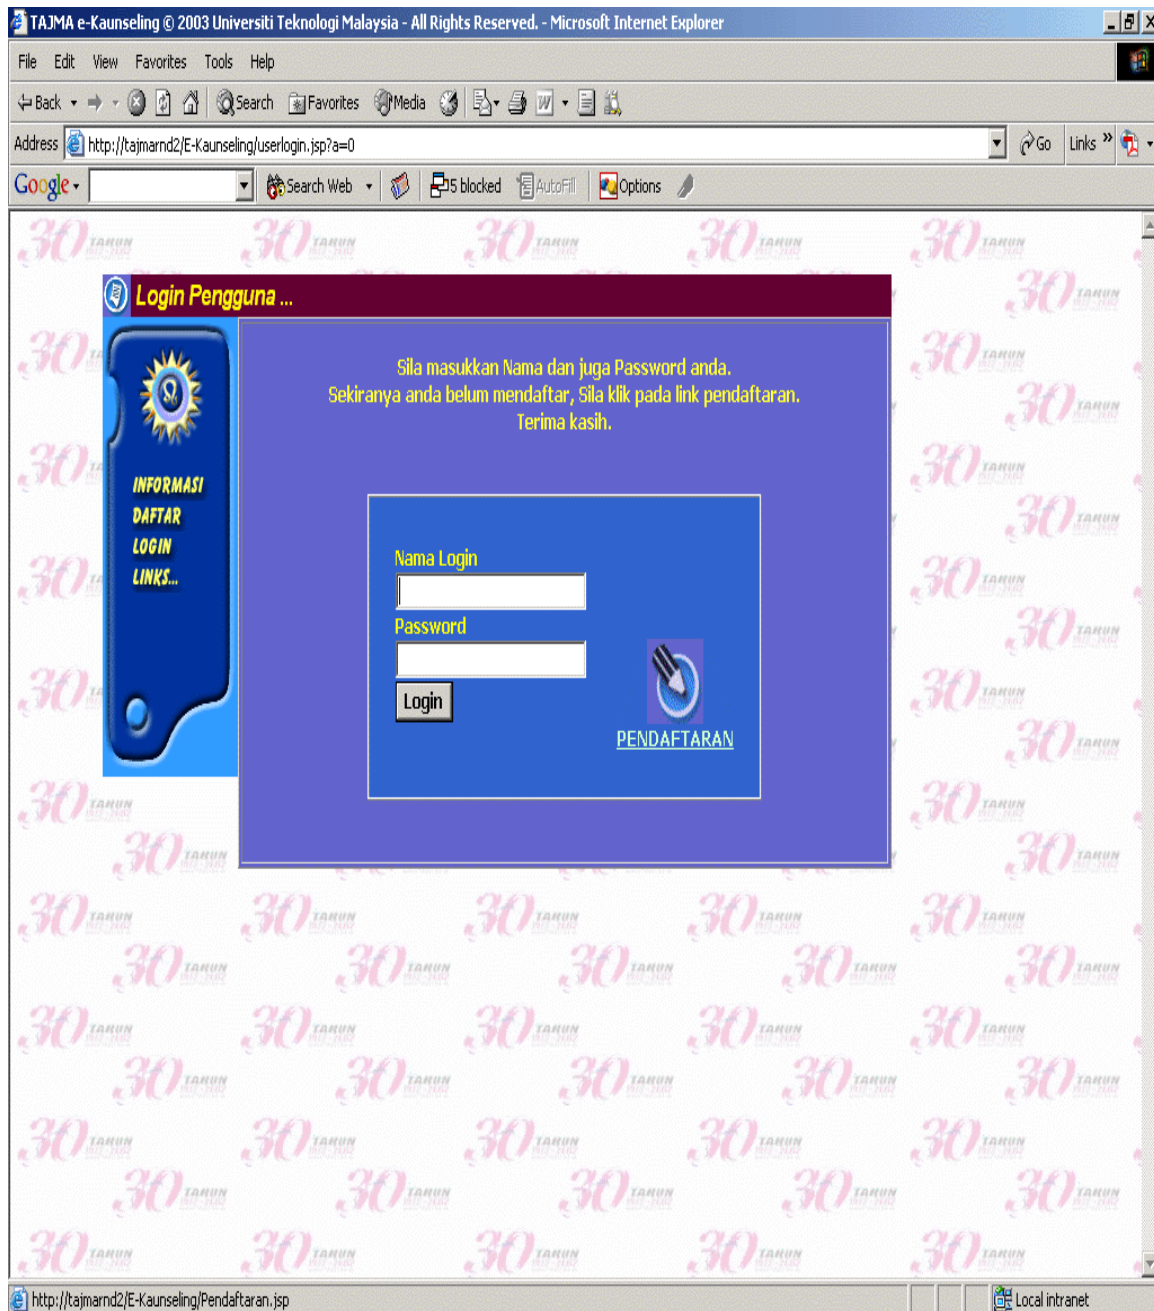 TAJMA e-Kaunseling © 2003 Universiti Teknologi Malaysia - All Rights Reserved. - Microsoft Internet Explorer
File Edit View Favorites Tools Help
Back Search Favorites Media
Address http://tajmarnd2/E-Kaunseling/userlogin.jsp?a=0 Go Links »
Google Search Web 5 blocked AutoFill Options
Login Pengguna ...
Sila masukkan Nama dan juga Password anda.
Sekiranya anda belum mendaftar, Sila klik pada link pendaftaran.
Terima kasih.
INFORMASI
DAFTAR
LOGIN
LINKS...
Nama Login
Password
Login
PENDAFTARAN
30 TAHUN
http://tajmarnd2/E-Kaunseling/Pendaftaran.jsp Local intranet